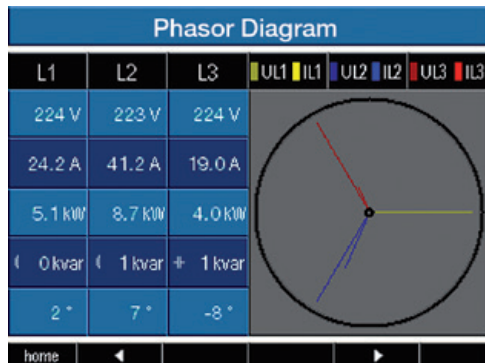 Phasor Diagram
L1 L2 L3 UL1 IL1 UL2 IL2 UL3 IL3
224 V 223 V 224 V
24.2 A 41.2 A 19.0 A
5.1 kW 8.7 kW 4.0 kW
0 kvar 1 kvar 1 kvar
2 ° 7 ° -8 °
home